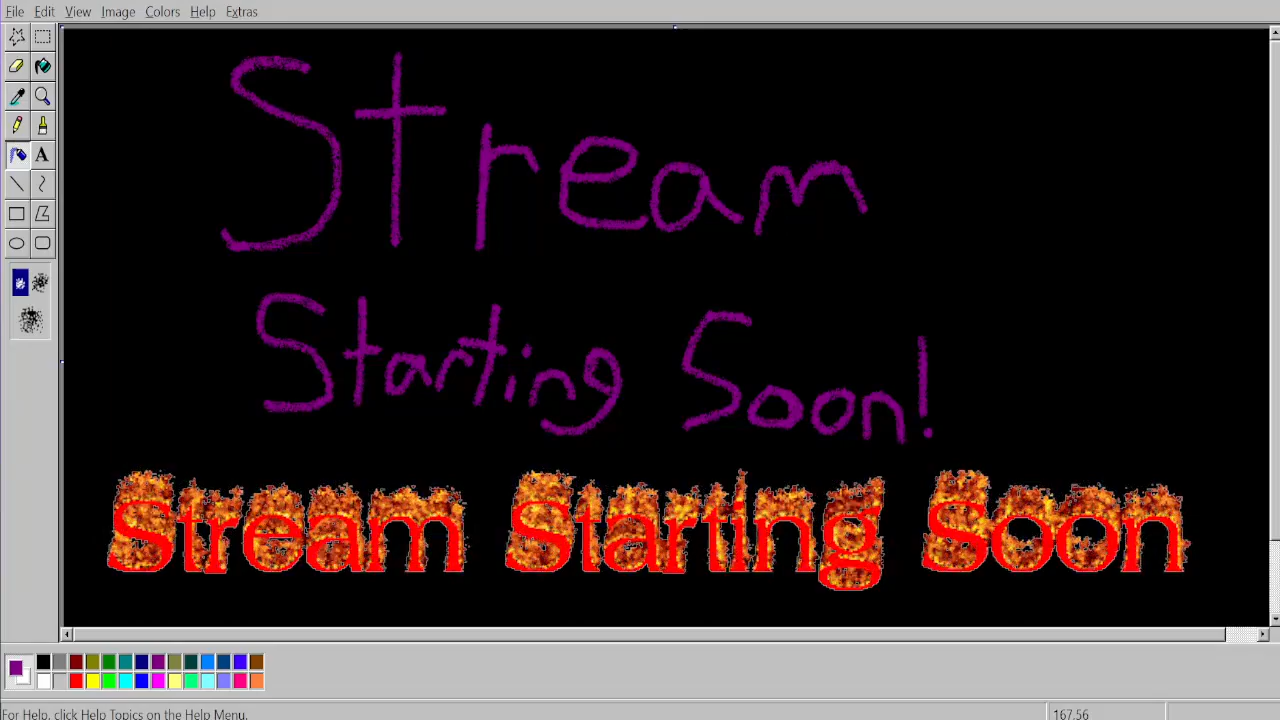 File Edit View Image Colors Help Extras
A
Stream
Starting Soon!
Stream Starting Soon
For Help, click Help Topics on the Help Menu. 167,56